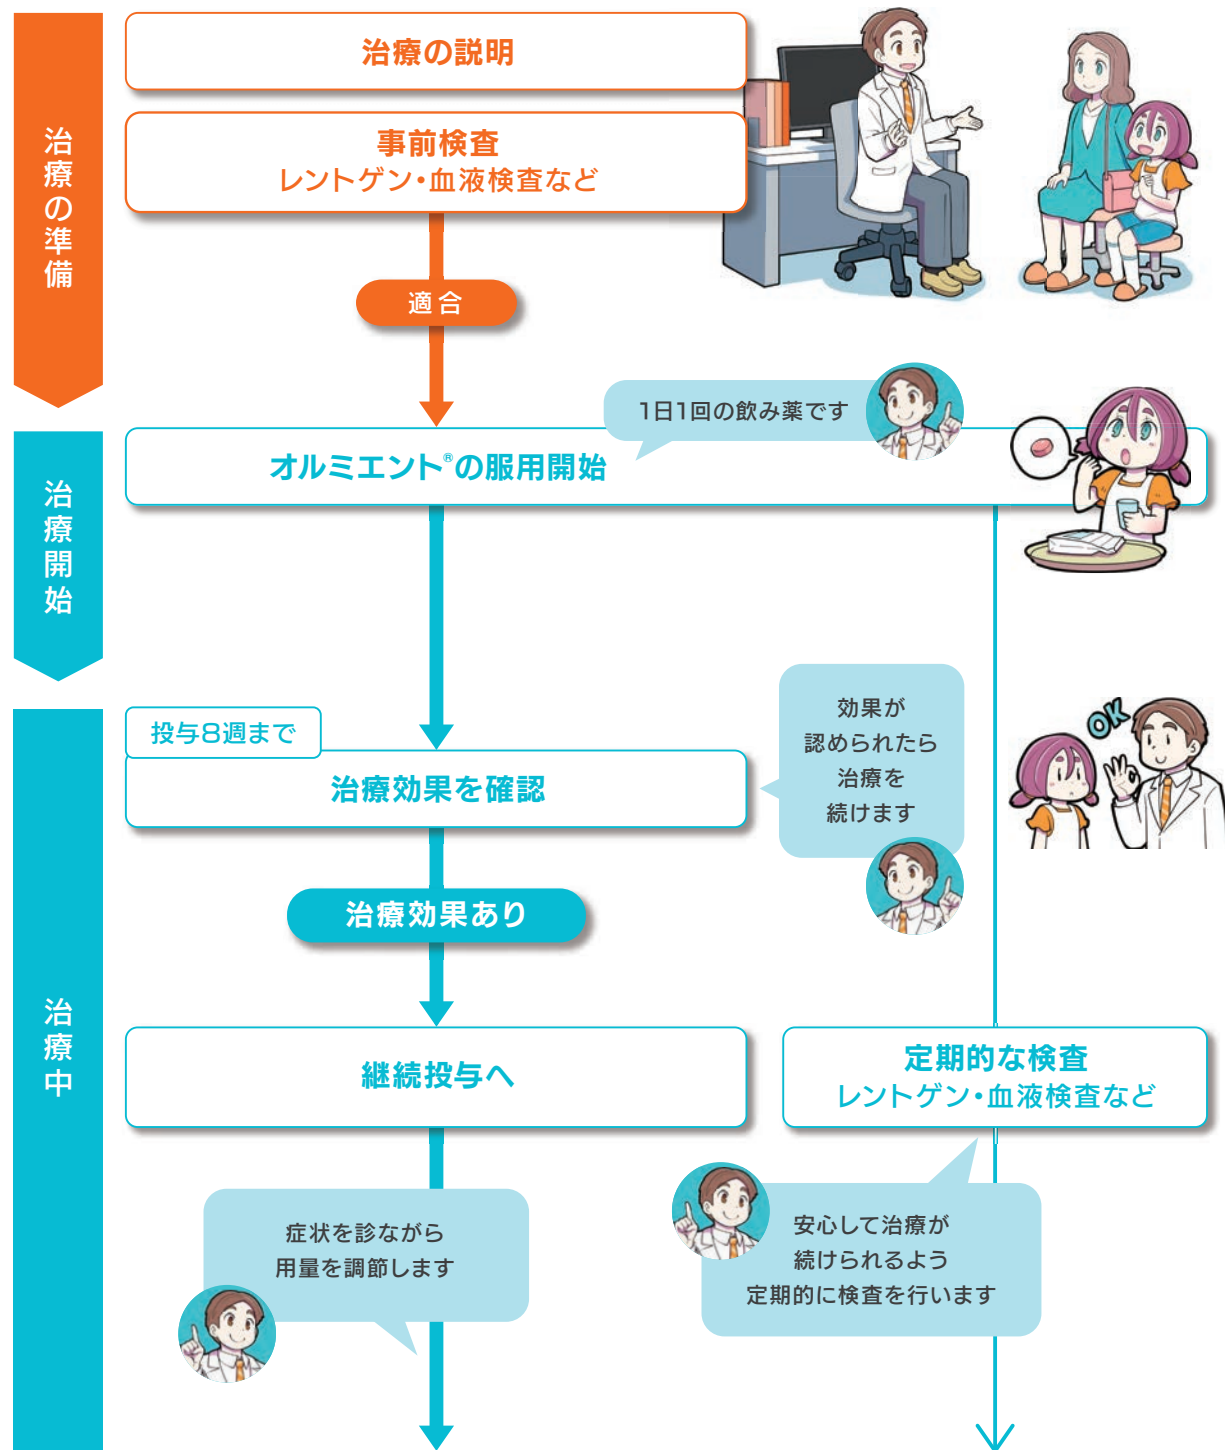 治療の準備
治療の説明
事前検査
レントゲン・血液検査など
適合
治療開始
1日1回の飲み薬です
オルミエント®の服用開始
治療中
投与8週まで
治療効果を確認
効果が
認められたら
治療を
続けます
OK
治療効果あり
継続投与へ
定期的な検査
レントゲン・血液検査など
症状を診ながら
用量を調節します
安心して治療が
続けられるよう
定期的に検査を行います